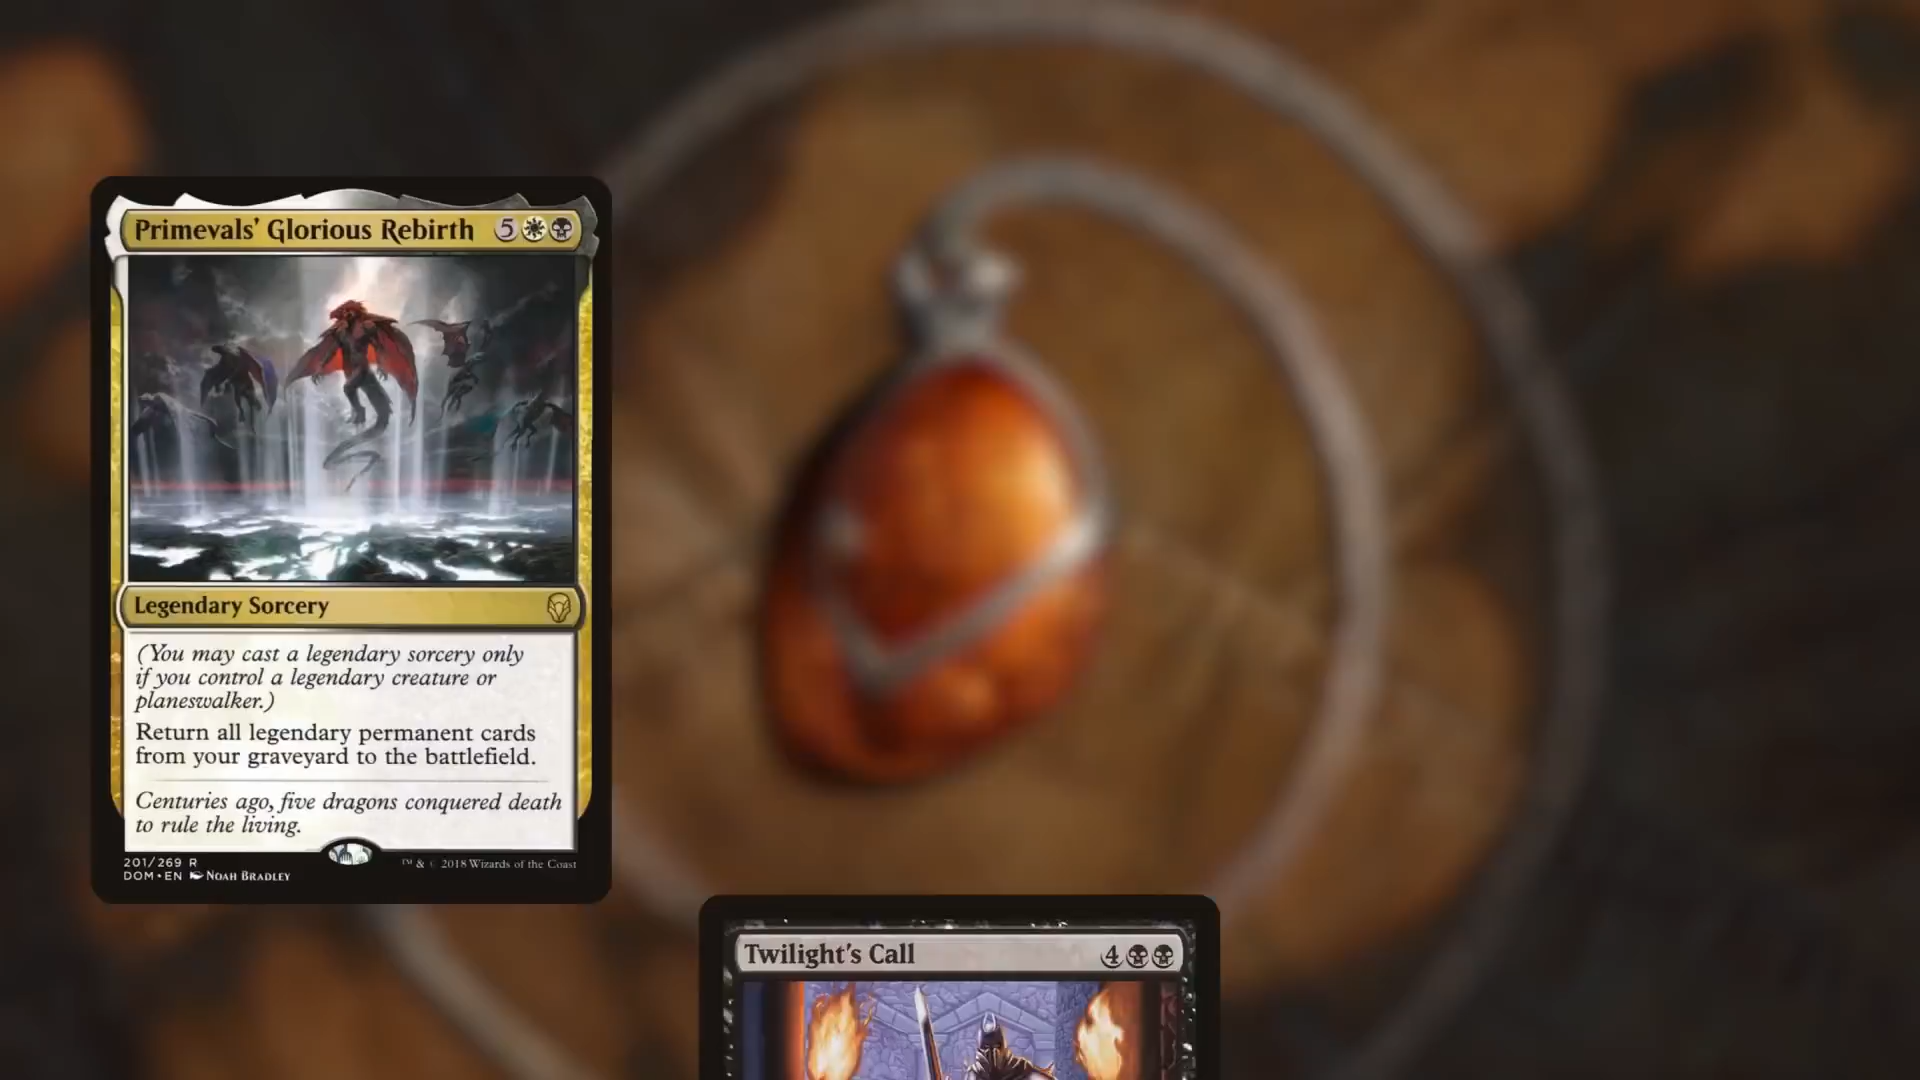 Primevals' Glorious Rebirth 5
Legendary Sorcery
(You may cast a legendary sorcery only
if you control a legendary creature or
planeswalker.)
Return all legendary permanent cards
from your graveyard to the battlefield.
Centuries ago, five dragons conquered death
to rule the living.
201/269 R
DOM • EN NOAH BRADLEY
™ & © 2018 Wizards of the Coast
Twilight's Call 4